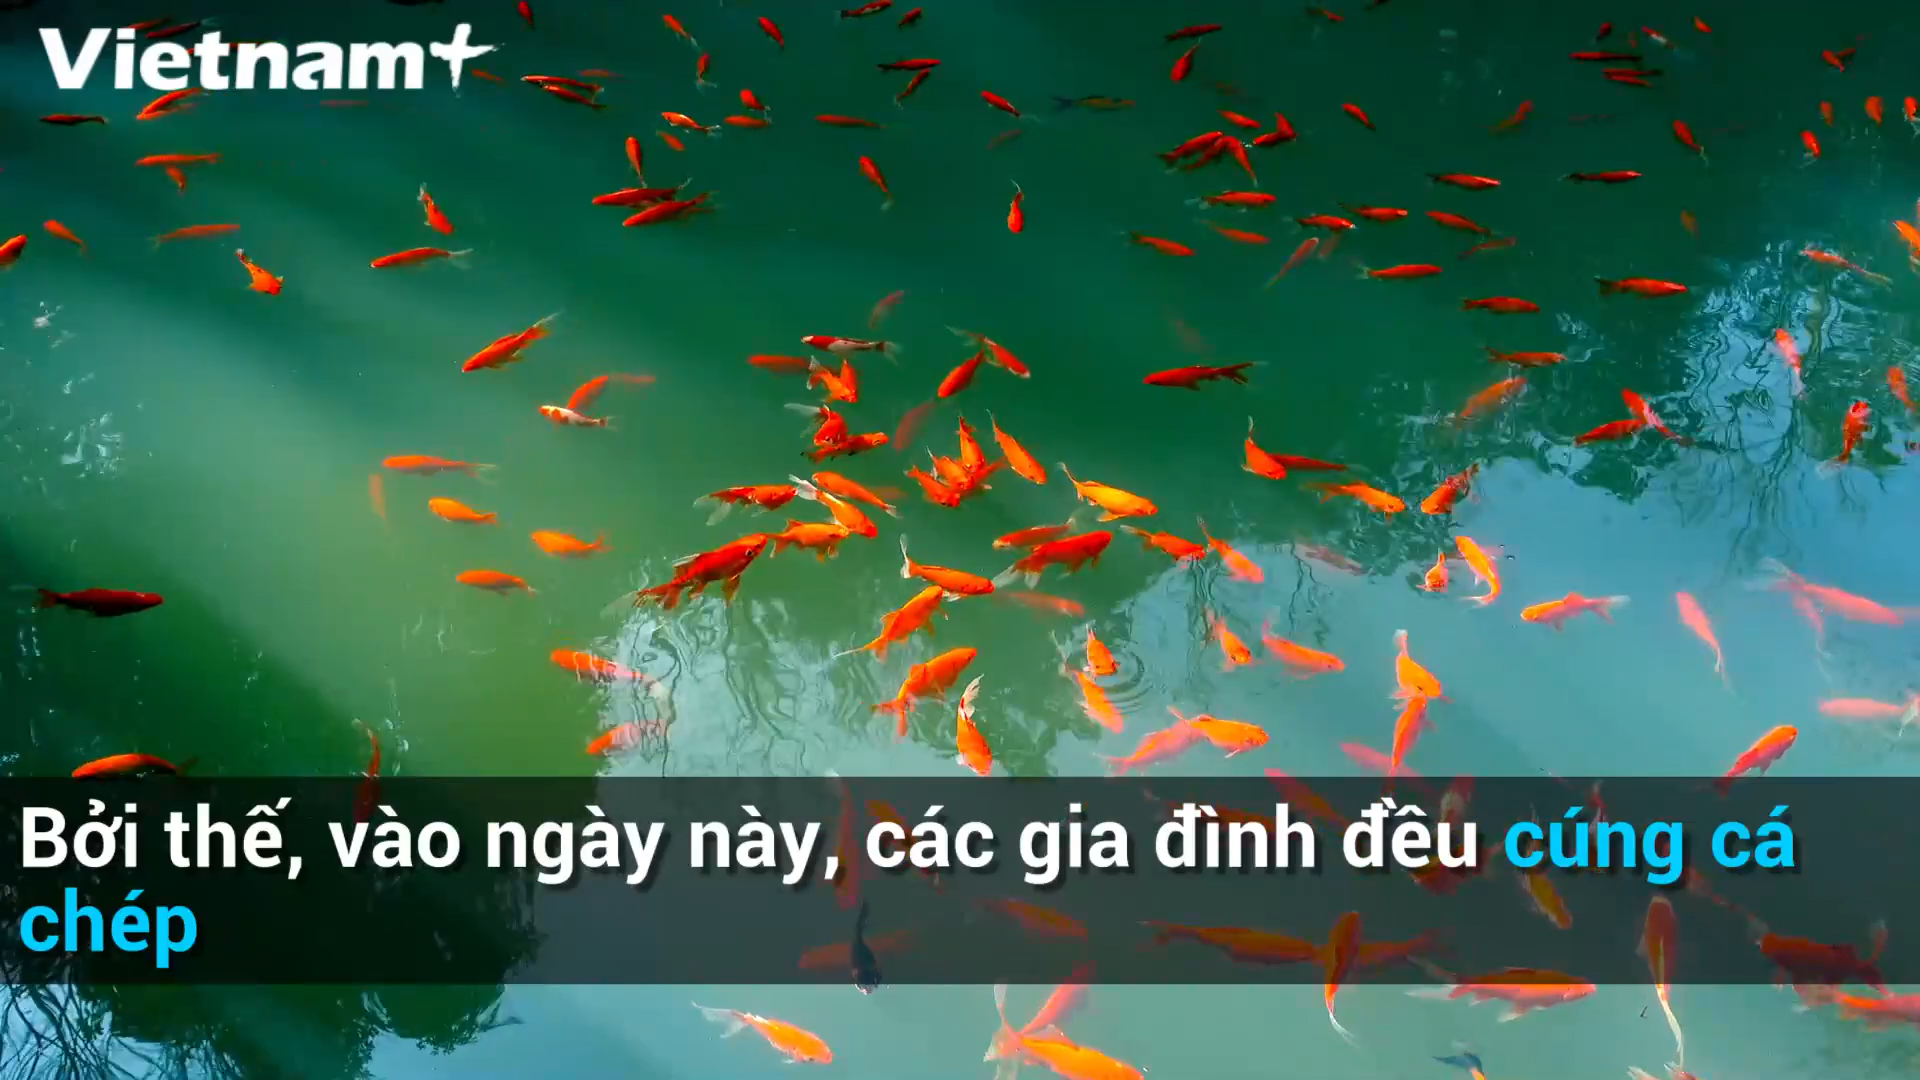 Vietnam+
Bởi thế, vào ngày này, các gia đình đều cúng cá
chép